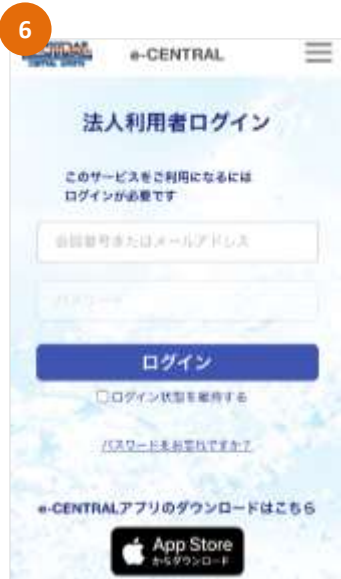 6
CENTRAL
e-CENTRAL
法人利用者ログイン
このサービスをご利用になるには
ログインが必要です
会員番号またはメールアドレス
パスワード
ログイン
ログイン状態を維持する
パスワードをお忘れですか？
e-CENTRALアプリのダウンロードはこちら
App Store
からダウンロード